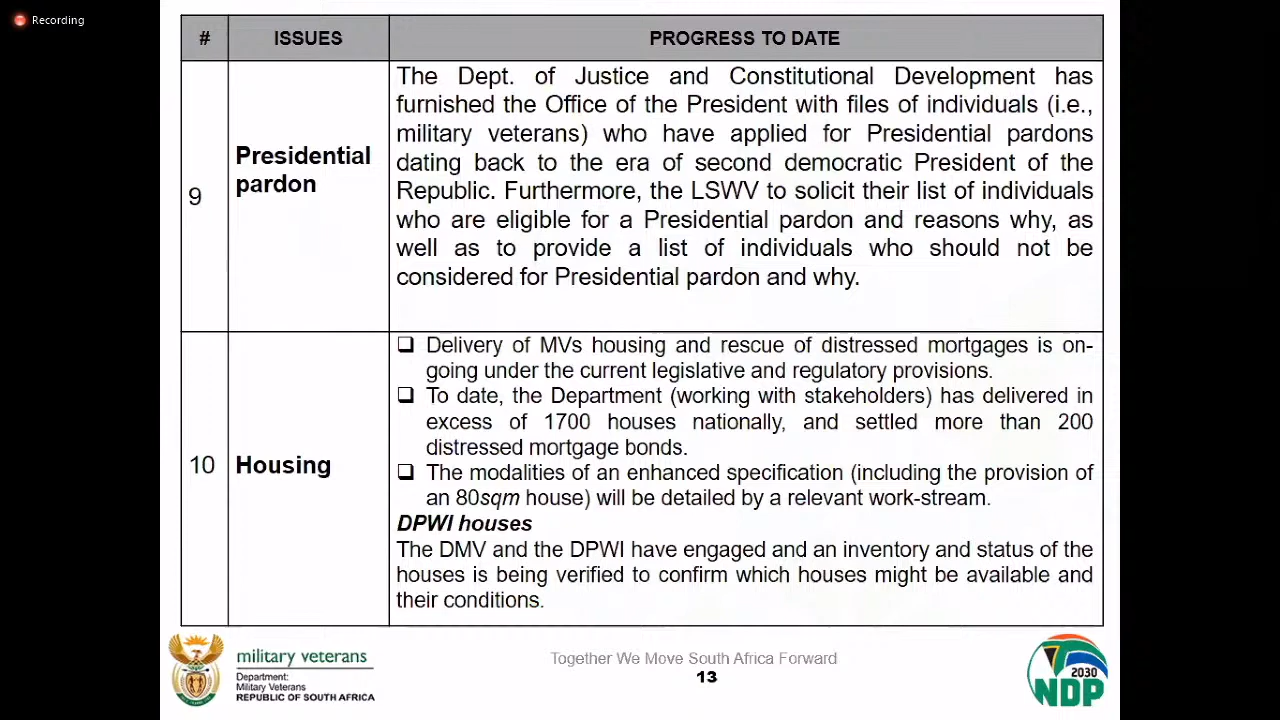 Recording
# ISSUES PROGRESS TO DATE
9
Presidential
pardon
The Dept. of Justice and Constitutional Development has
furnished the Office of the President with files of individuals (i.e.,
military veterans) who have applied for Presidential pardons
dating back to the era of second democratic President of the
Republic. Furthermore, the LSWV to solicit their list of individuals
who are eligible for a Presidential pardon and reasons why, as
well as to provide a list of individuals who should not be
considered for Presidential pardon and why.
10
Housing
❑ Delivery of MVs housing and rescue of distressed mortgages is on-
going under the current legislative and regulatory provisions.
❑ To date, the Department (working with stakeholders) has delivered in
excess of 1700 houses nationally, and settled more than 200
distressed mortgage bonds.
❑ The modalities of an enhanced specification (including the provision of
an 80sqm house) will be detailed by a relevant work-stream.
DPWI houses
The DMV and the DPWI have engaged and an inventory and status of the
houses is being verified to confirm which houses might be available and
their conditions.
military veterans
Department:
Military Veterans
REPUBLIC OF SOUTH AFRICA
Together We Move South Africa Forward
13
2030
NDP